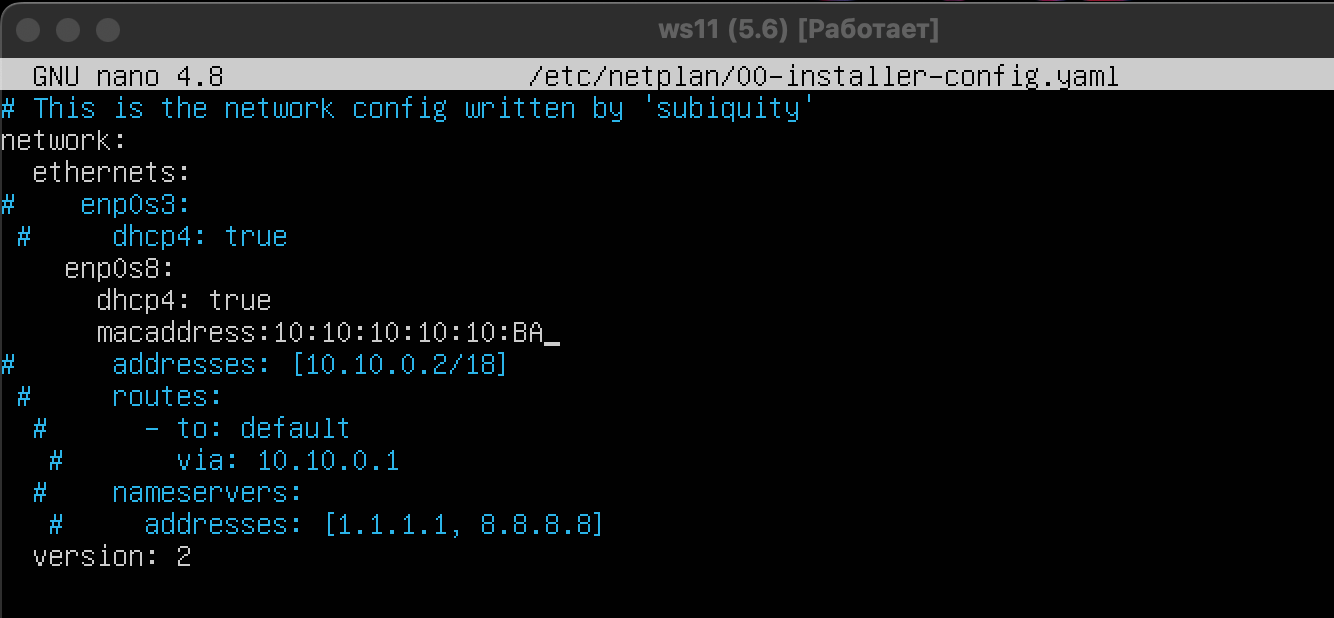 ws11 (5.6) [Работает]
GNU nano 4.8 /etc/netplan/00-installer-config.yaml
# This is the network config written by 'subiquity'
network:
  ethernets:
#    enp0s3:
 #     dhcp4: true
    enp0s8:
      dhcp4: true
      macaddress:10:10:10:10:10:BA_
#      addresses: [10.10.0.2/18]
 #     routes:
  #      - to: default
   #       via: 10.10.0.1
  #    nameservers:
   #     addresses: [1.1.1.1, 8.8.8.8]
  version: 2